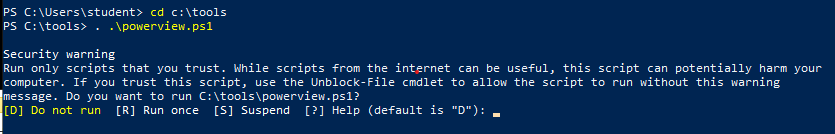 PS C:\Users\student> cd c:\tools
PS C:\tools> . .\powerview.ps1
Security warning
Run only scripts that you trust. While scripts from the internet can be useful, this script can potentially harm your
computer. If you trust this script, use the Unblock-File cmdlet to allow the script to run without this warning
message. Do you want to run C:\tools\powerview.ps1?
[D] Do not run  [R] Run once  [S] Suspend  [?] Help (default is "D"):